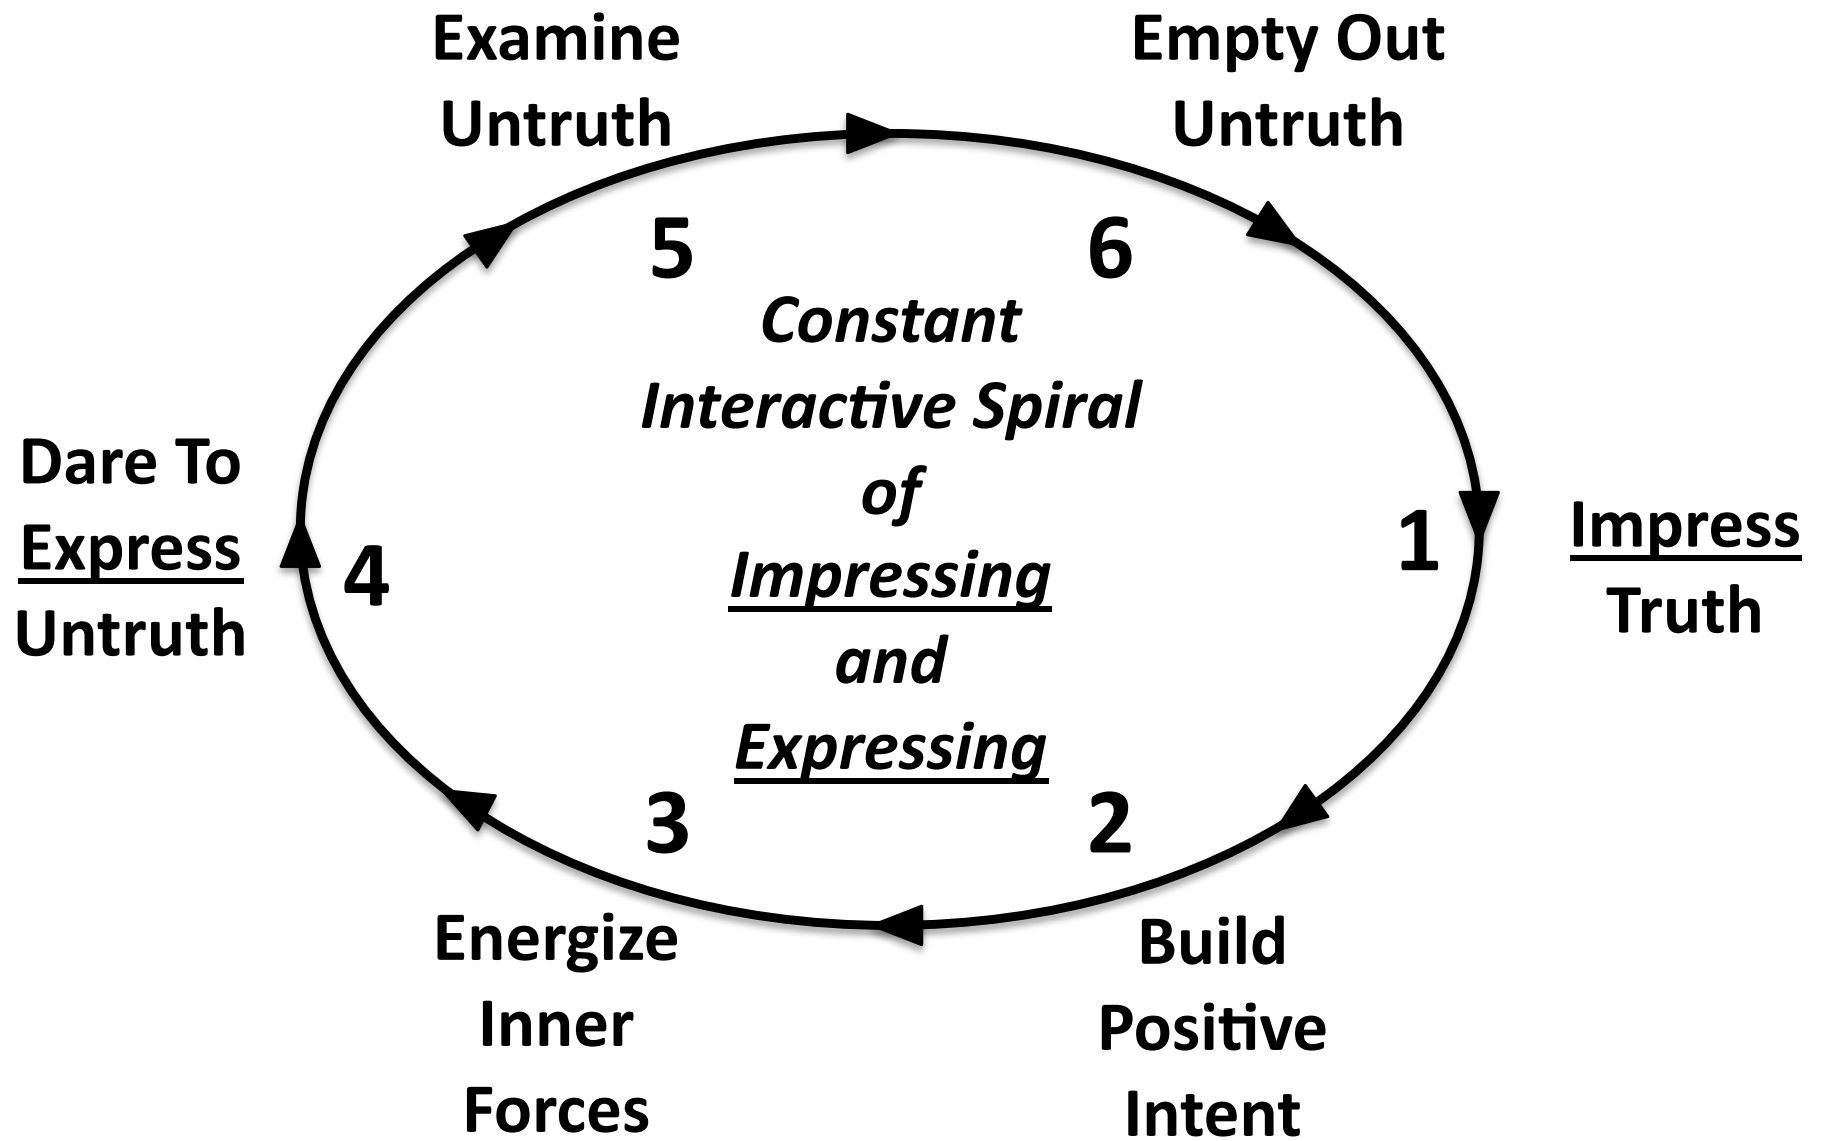 Examine
Untruth
Empty Out
Untruth
5
6
Constant
Interactive Spiral
of
Impressing
and
Expressing
Dare To
Express
Untruth
4
1
Impress
Truth
3
2
Energize
Inner
Forces
Build
Positive
Intent